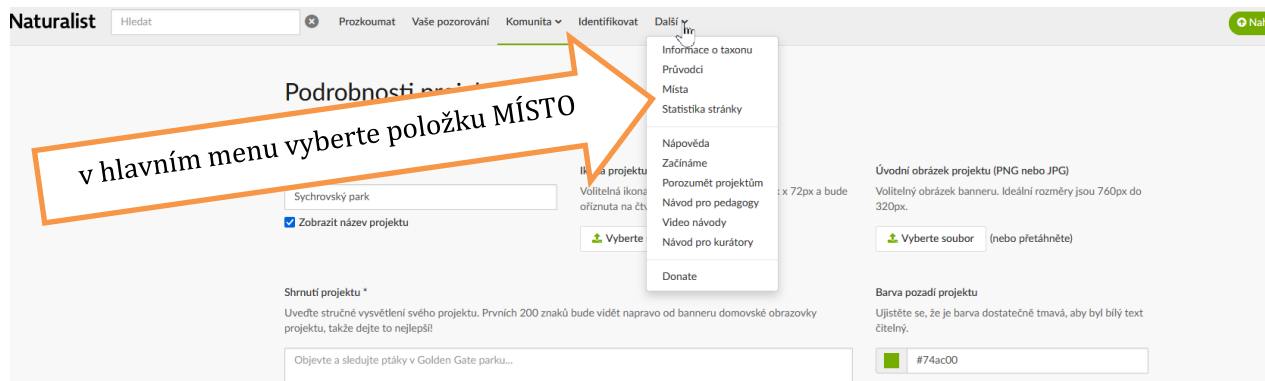 Naturalist Hledat Prozkoumat Vaše pozorování Komunita Identifikovat Další
Informace o taxonu
Průvodci
Místa
Statistika stránky
Nápověda
Začínáme
Porozumět projektům
Návod pro pedagogy
Video návody
Návod pro kurátory
Donate
Podrobnosti
v hlavním menu vyberte položku MÍSTO
Sychrovský park
Zobrazit název projektu
projektu
Volitelná ikona x 72px a bude
oříznuta na
Vyberte
Úvodní obrázek projektu (PNG nebo JPG)
Volitelný obrázek banneru. Ideální rozměry jsou 760px do
320px.
Vyberte soubor (nebo přetáhněte)
Shrnutí projektu *
Uveďte stručné vysvětlení svého projektu. Prvních 200 znaků bude vidět napravo od banneru domovské obrazovky
projektu, takže dejte to nejlepší!
Objevte a sledujte ptáky v Golden Gate parku...
Barva pozadí projektu
Ujistěte se, že je barva dostatečně tmavá, aby byl bílý text
čitelný.
#74ac00